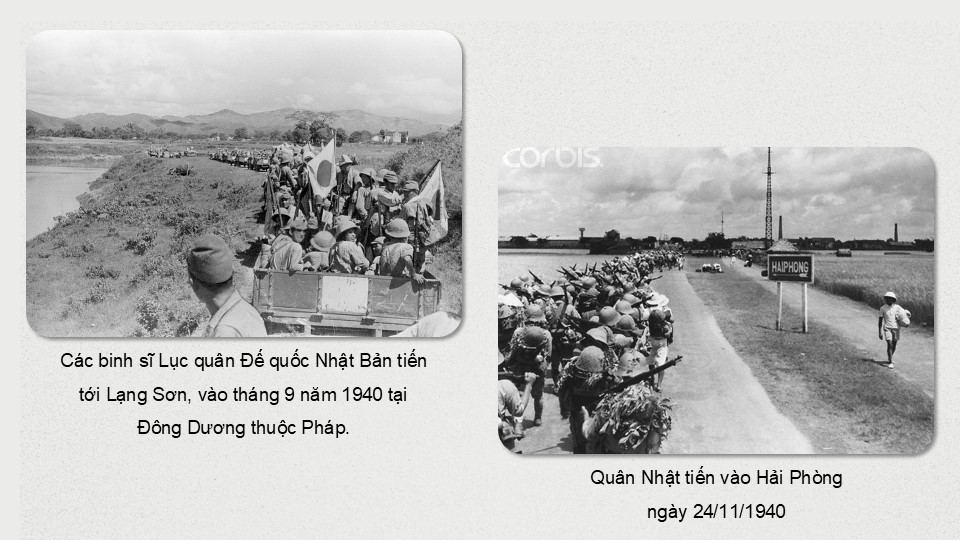 Các binh sĩ Lục quân Đế quốc Nhật Bản tiến
tới Lạng Sơn, vào tháng 9 năm 1940 tại
Đông Dương thuộc Pháp.
corbis.
HAIPHONG
Quân Nhật tiến vào Hải Phòng
ngày 24/11/1940